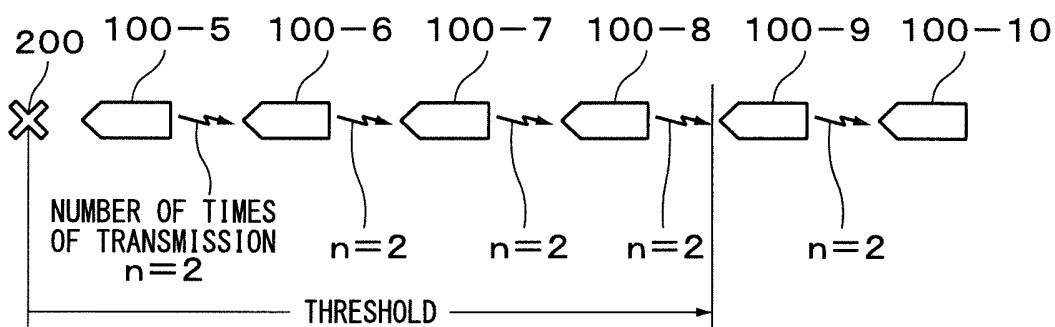 200 100-5 100-6 100-7 100-8 100-9 100-10
NUMBER OF TIMES
OF TRANSMISSION
n=2 n=2 n=2 n=2 n=2
THRESHOLD